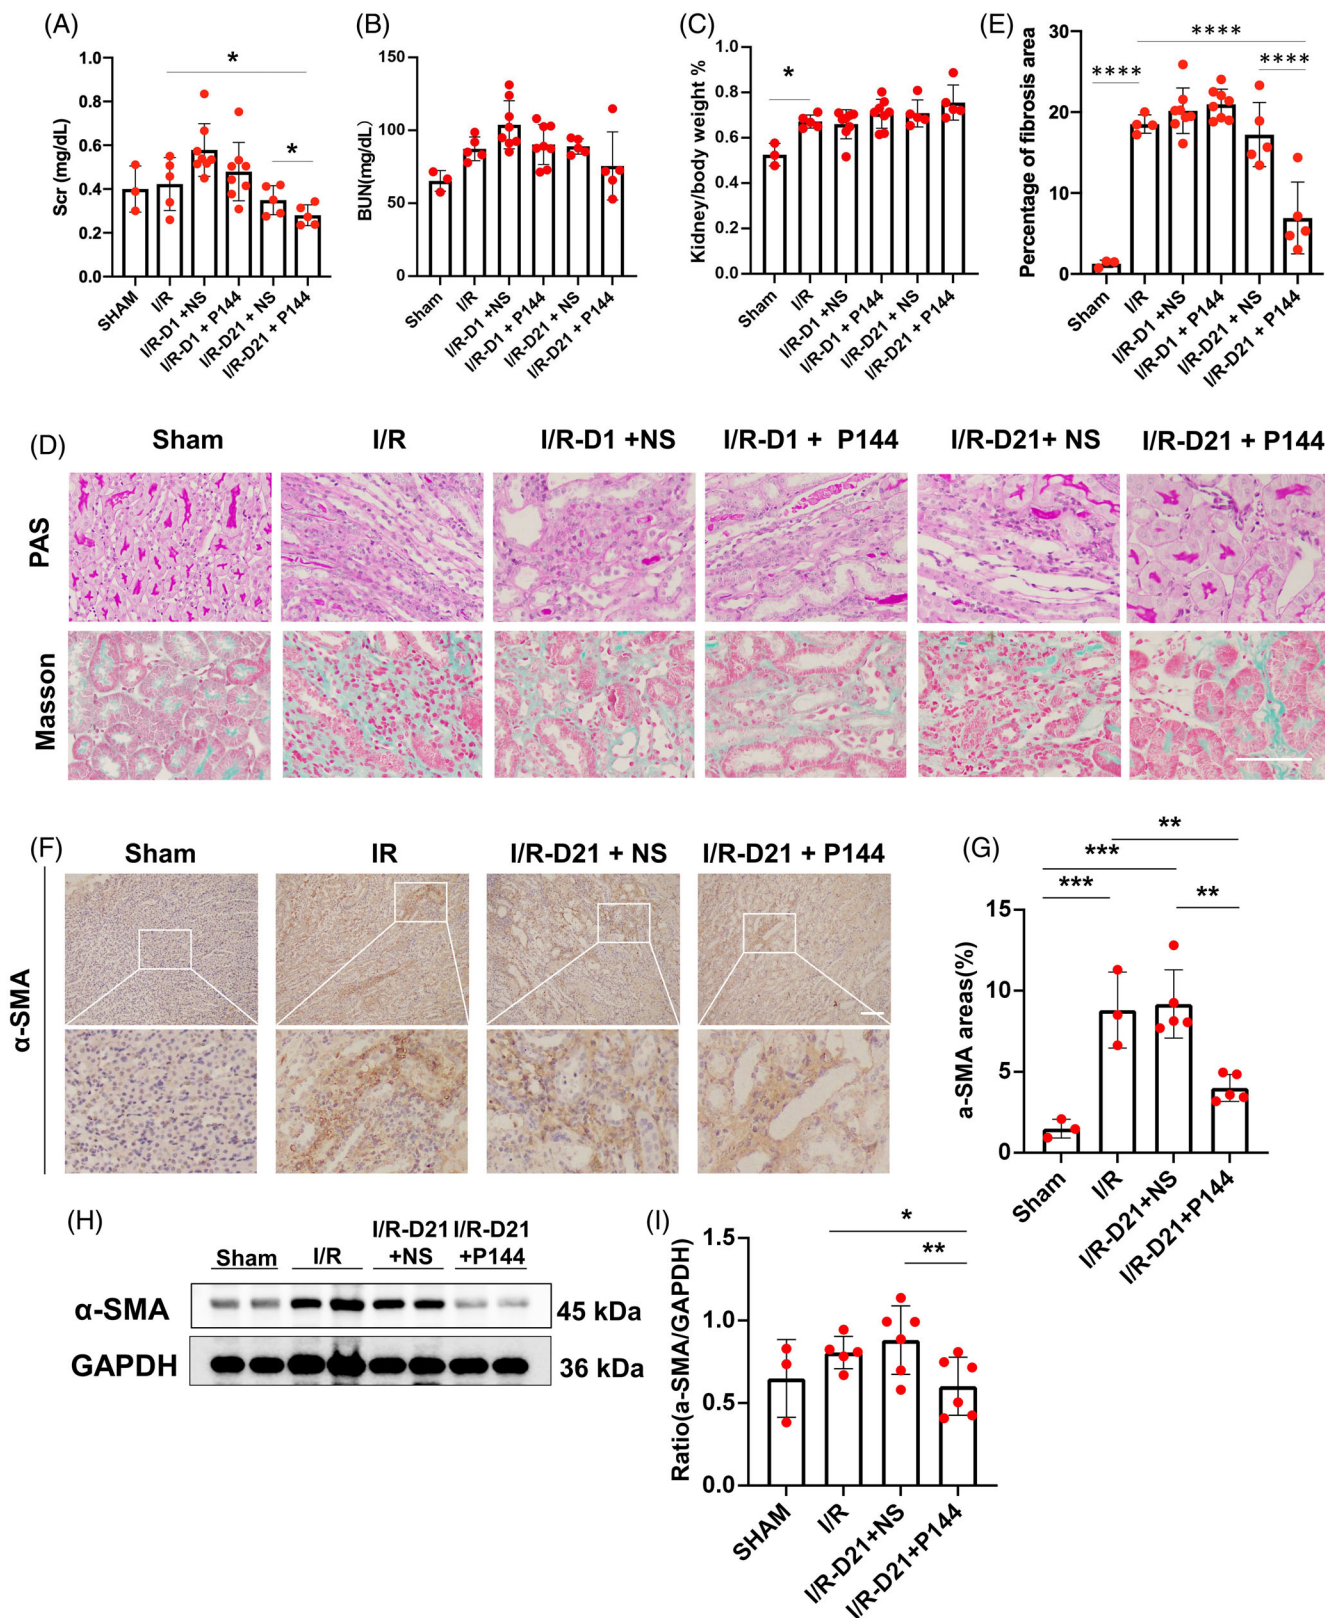 (A)
*
*
Scr (mg/dL)
1.0
0.8
0.6
0.4
0.2
0.0
SHAM
I/R
I/R-D1 +NS
I/R-D1 + P144
I/R-D21 + NS
I/R-D21 + P144
(B)
BUN(mg/dL)
150
100
50
0
Sham
I/R
I/R-D1 +NS
I/R-D1 + P144
I/R-D21 + NS
I/R-D21 + P144
(C)
*
Kidney/body weight %
1.0
0.8
0.6
0.4
0.2
0.0
Sham
I/R
I/R-D1 +NS
I/R-D1 + P144
I/R-D21 + NS
I/R-D21 + P144
(E)
****
****
****
Percentage of fibrosis area
30
20
10
0
Sham
I/R
I/R-D1 +NS
I/R-D1 + P144
I/R-D21 + NS
I/R-D21 + P144
(D)
Sham I/R I/R-D1 +NS I/R-D1 + P144 I/R-D21+ NS I/R-D21 + P144
PAS
Masson
(F)
Sham IR I/R-D21 + NS I/R-D21 + P144
α-SMA
(G)
**
***
***
**
a-SMA areas(%)
15
10
5
0
Sham
I/R
I/R-D21+NS
I/R-D21+P144
(H)
I/R-D21 I/R-D21
Sham I/R +NS +P144
α-SMA 45 kDa
GAPDH 36 kDa
(I)
*
**
Ratio(a-SMA/GAPDH)
1.5
1.0
0.5
0.0
SHAM
I/R
I/R-D21+NS
I/R-D21+P144